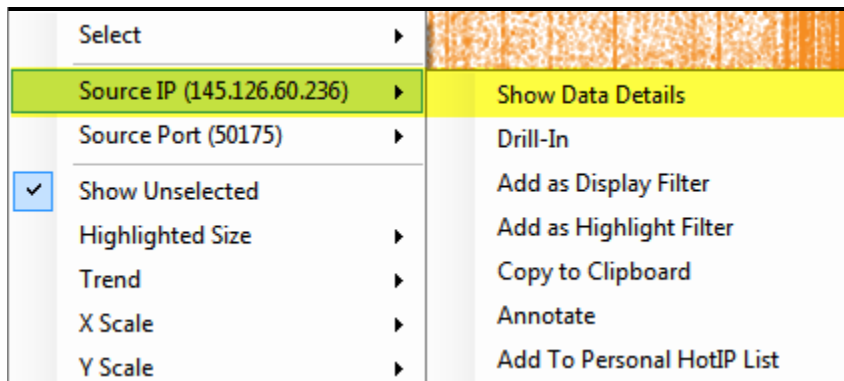 Select
Source IP (145.126.60.236)
Source Port (50175)
Show Unselected
Highlighted Size
Trend
X Scale
Y Scale
Show Data Details
Drill-In
Add as Display Filter
Add as Highlight Filter
Copy to Clipboard
Annotate
Add To Personal HotIP List